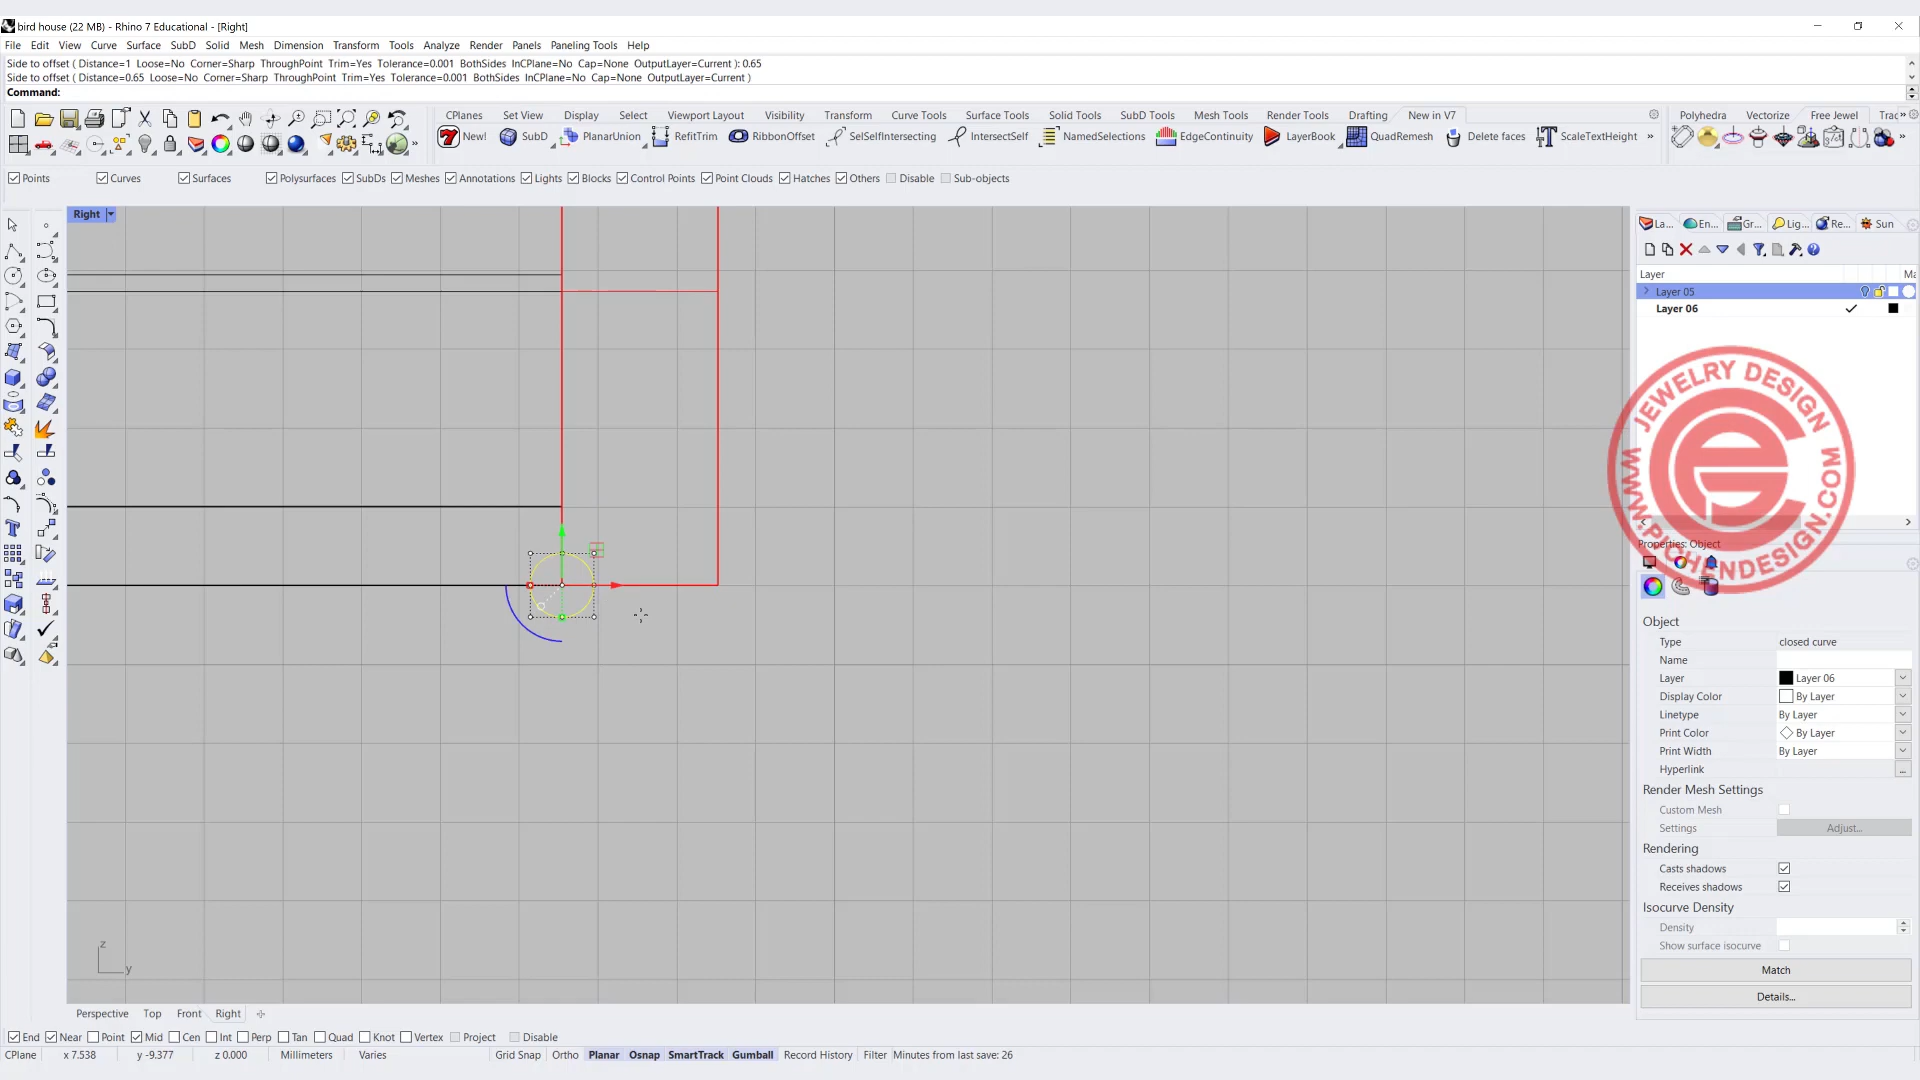 bird house (22 MB) - Rhino 7 Educational - [Right]
File Edit View Curve Surface SubD Solid Mesh Dimension Transform Tools Analyze Render Panels Paneling Tools Help
Side to offset ( Distance=1 Loose=No Corner=Sharp ThroughPoint Trim=Yes Tolerance=0.001 BothSides InCPlane=No Cap=None OutputLayer=Current ): 0.65
Side to offset ( Distance=0.65 Loose=No Corner=Sharp ThroughPoint Trim=Yes Tolerance=0.001 BothSides InCPlane=No Cap=None OutputLayer=Current )
Command:
CPlanes Set View Display Select Viewport Layout Visibility Transform Curve Tools Surface Tools Solid Tools SubD Tools Mesh Tools Render Tools Drafting New in V7 Polyhedra Vectorize Free Jewel Trac
New! SubD PlanarUnion RefitTrim RibbonOffset SelSelfIntersecting IntersectSelf NamedSelections EdgeContinuity LayerBook QuadRemesh Delete faces ScaleTextHeight
Points Curves Surfaces Polysurfaces SubDs Meshes Annotations Lights Blocks Control Points Point Clouds Hatches Others Disable Sub-objects
Right
La... En... Gr... Lig... Re... Sun
Layer Ma
Layer 05
Layer 06
JEWELRY DESIGN
WWW.PICHENDESIGN.COM
Properties: Object
Object
Type closed curve
Name
Layer Layer 06
Display Color By Layer
Linetype By Layer
Print Color By Layer
Print Width By Layer
Hyperlink ...
Render Mesh Settings
Custom Mesh
Settings Adjust...
Rendering
Casts shadows
Receives shadows
Isocurve Density
Density
Show surface isocurve
Match
Details...
z
y
Perspective Top Front Right
End Near Point Mid Cen Int Perp Tan Quad Knot Vertex Project Disable
CPlane x 7.538 y -9.377 z 0.000 Millimeters Varies Grid Snap Ortho Planar Osnap SmartTrack Gumball Record History Filter Minutes from last save: 26